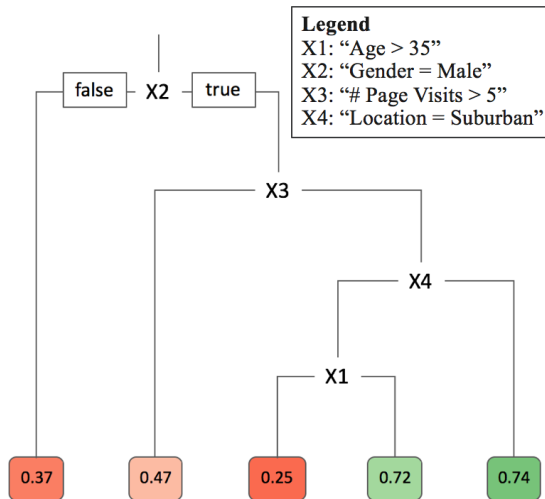 Legend
X1: “Age > 35”
X2: “Gender = Male”
X3: “# Page Visits > 5”
X4: “Location = Suburban”
false X2 true
X3
X4
X1
0.37 0.47 0.25 0.72 0.74